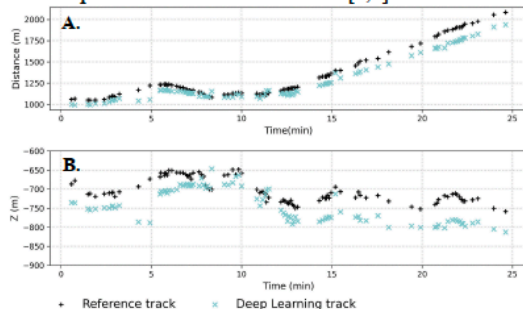 A.
Distance (m)
2000
1750
1500
1250
1000
0 5 10 15 20 25
Time(min)
B.
Z (m)
−600
−650
−700
−750
−800
−850
−900
0 5 10 15 20 25
Time (min)
Reference track Deep Learning track